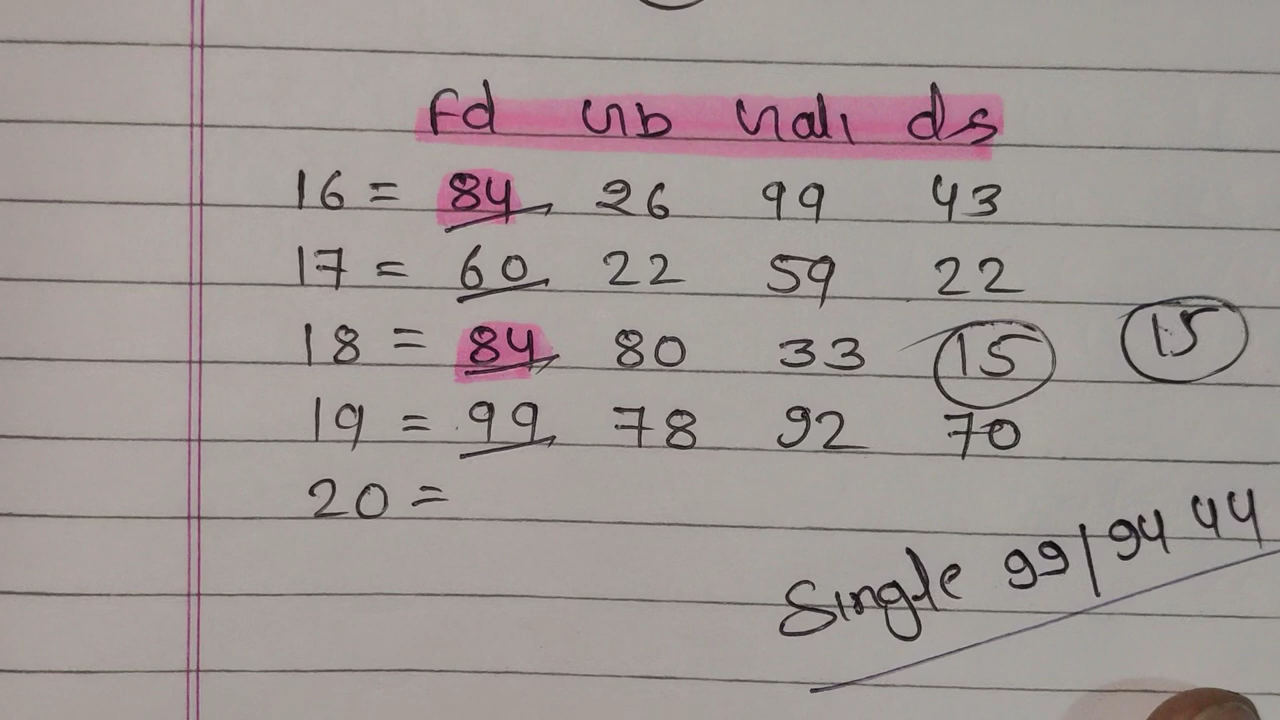 Fd Gb Gali ds
16 = 84 26 99 43
17 = 60 22 59 22
18 = 84 80 33 15 15
19 = 99 78 92 70
20 =
Single 99/94 44